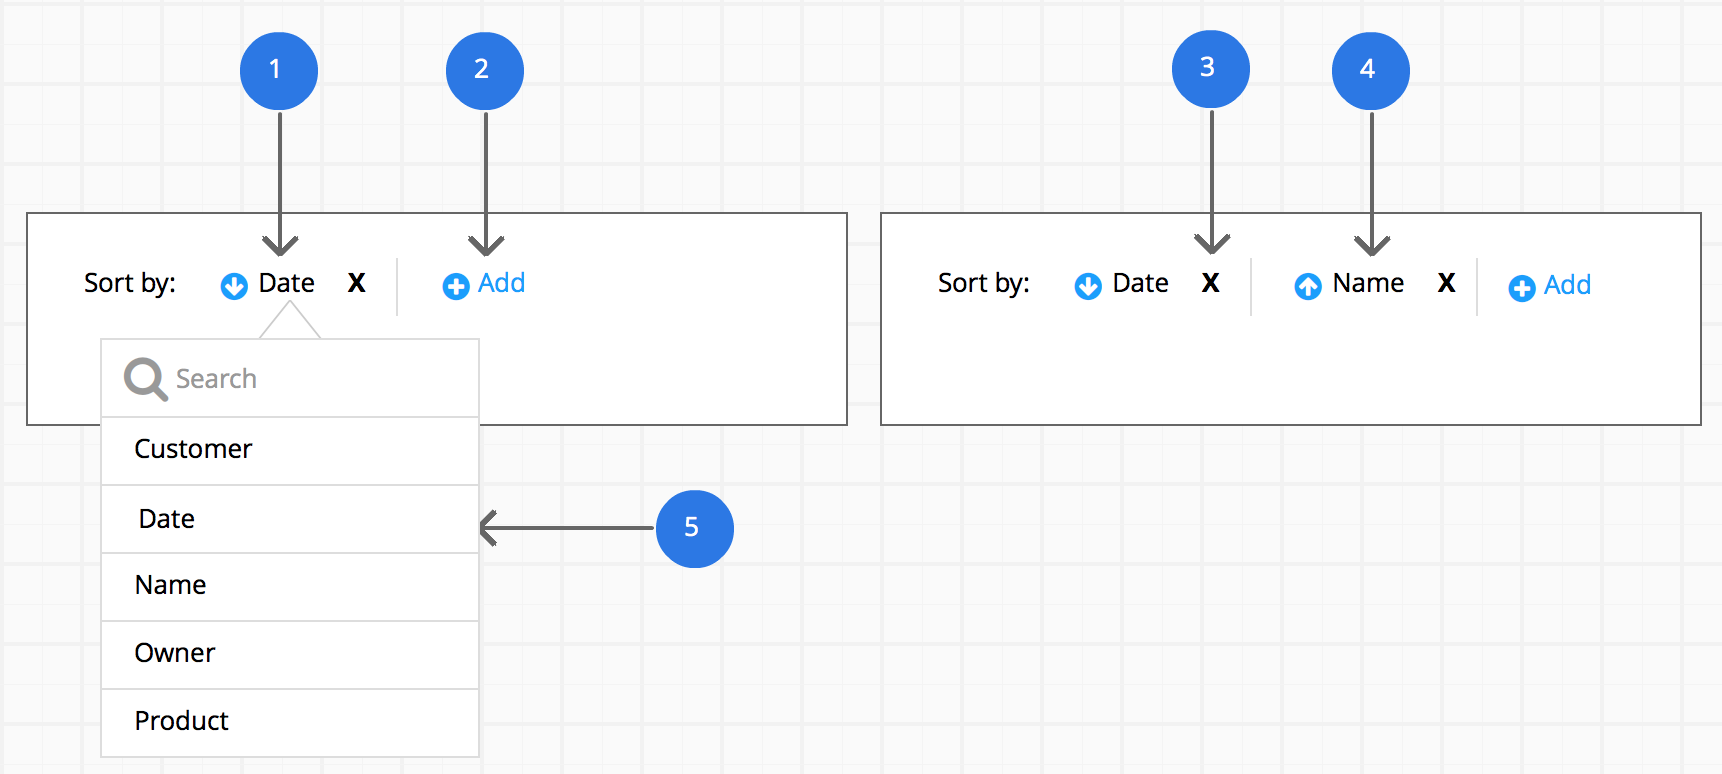 1
2
3
4
Sort by: Date X Add
Search
Customer
Date
Name
Owner
Product
5
Sort by: Date X Name X Add